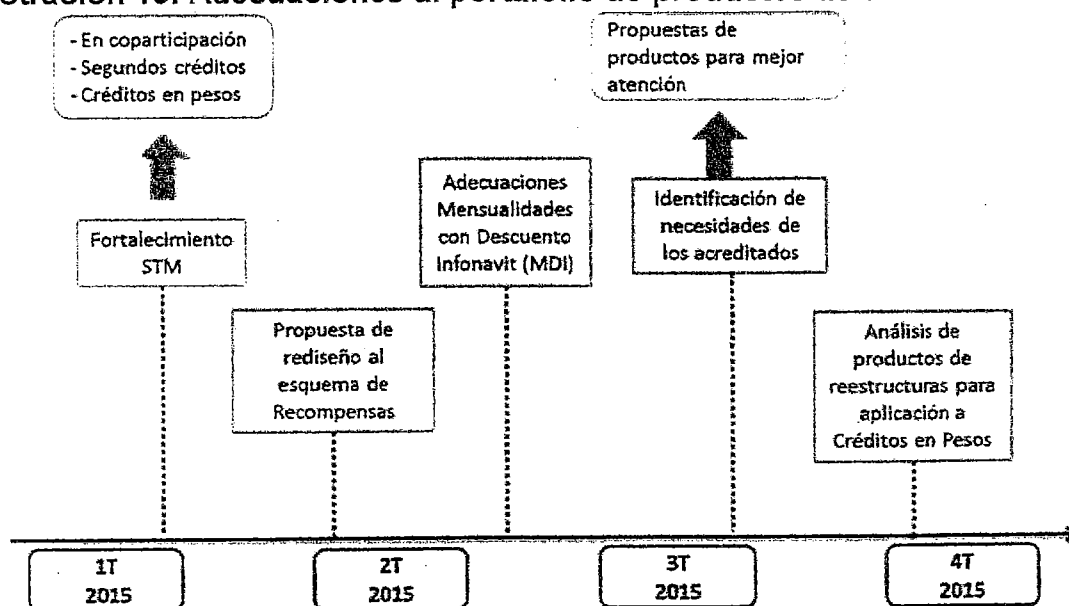 Adecuaciones al portafolio de productos
- En coparticipación
- Segundos créditos
- Créditos en pesos
Propuestas de
productos para mejor
atención
Fortalecimiento
STM
Adecuaciones
Mensualidades
con Descuento
Infonavit (MDI)
Identificación de
necesidades de
los acreditados
Propuesta de
rediseño al
esquema de
Recompensas
Análisis de
productos de
reestructuras para
aplicación a
Créditos en Pesos
1T
2015
2T
2015
3T
2015
4T
2015